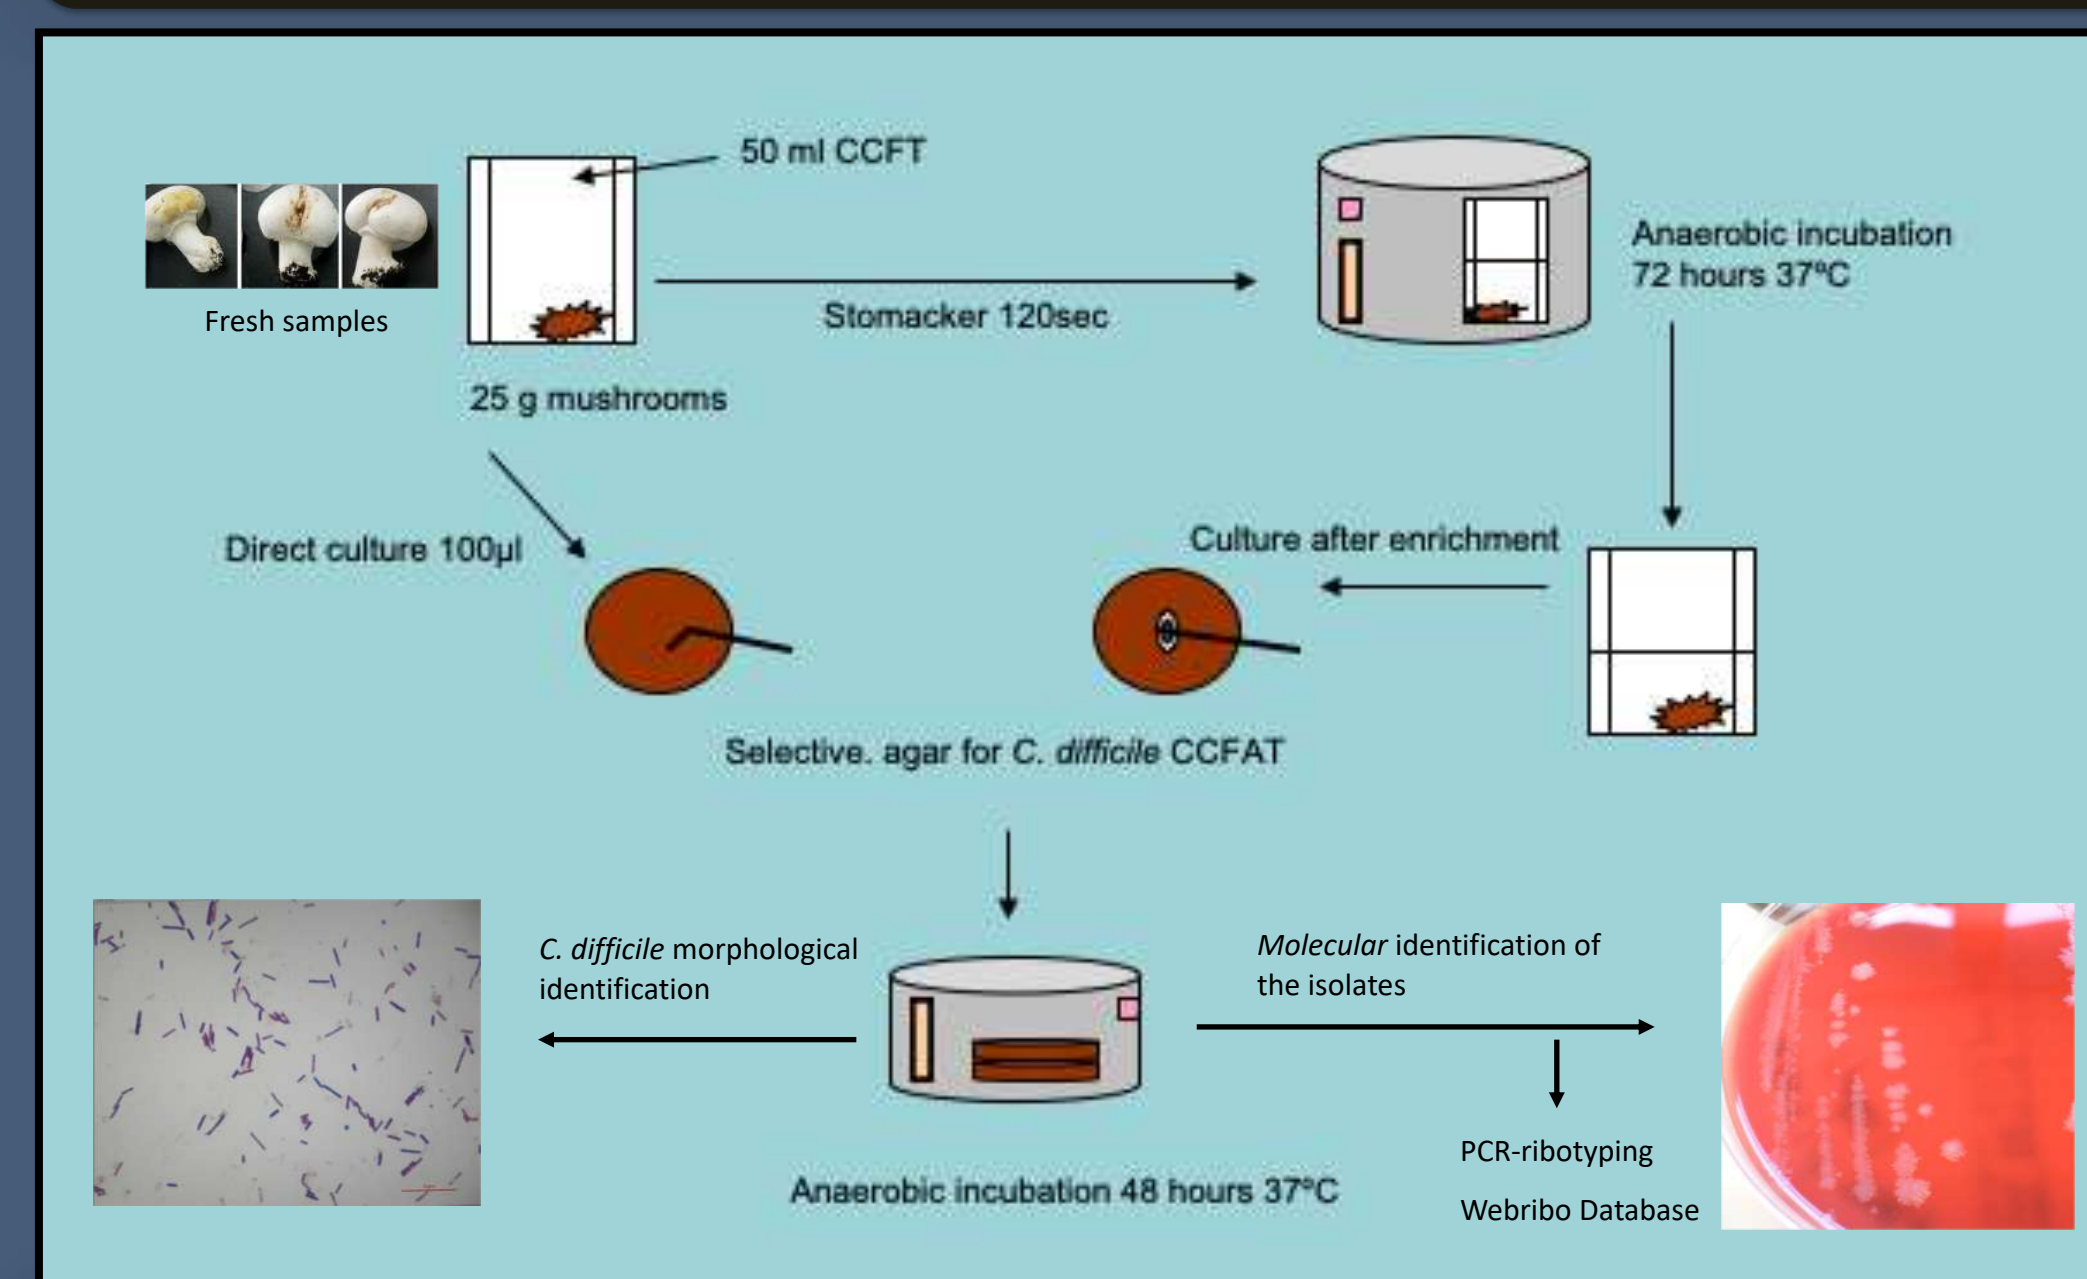 50 ml CCFT
Fresh samples
Stomacker 120sec
Anaerobic incubation
72 hours 37ºC
25 g mushrooms
Direct culture 100µl
Culture after enrichment
Selective. agar for C. difficile CCFAT
C. difficile morphological
identification
Molecular identification of
the isolates
Anaerobic incubation 48 hours 37ºC
PCR-ribotyping
Webribo Database